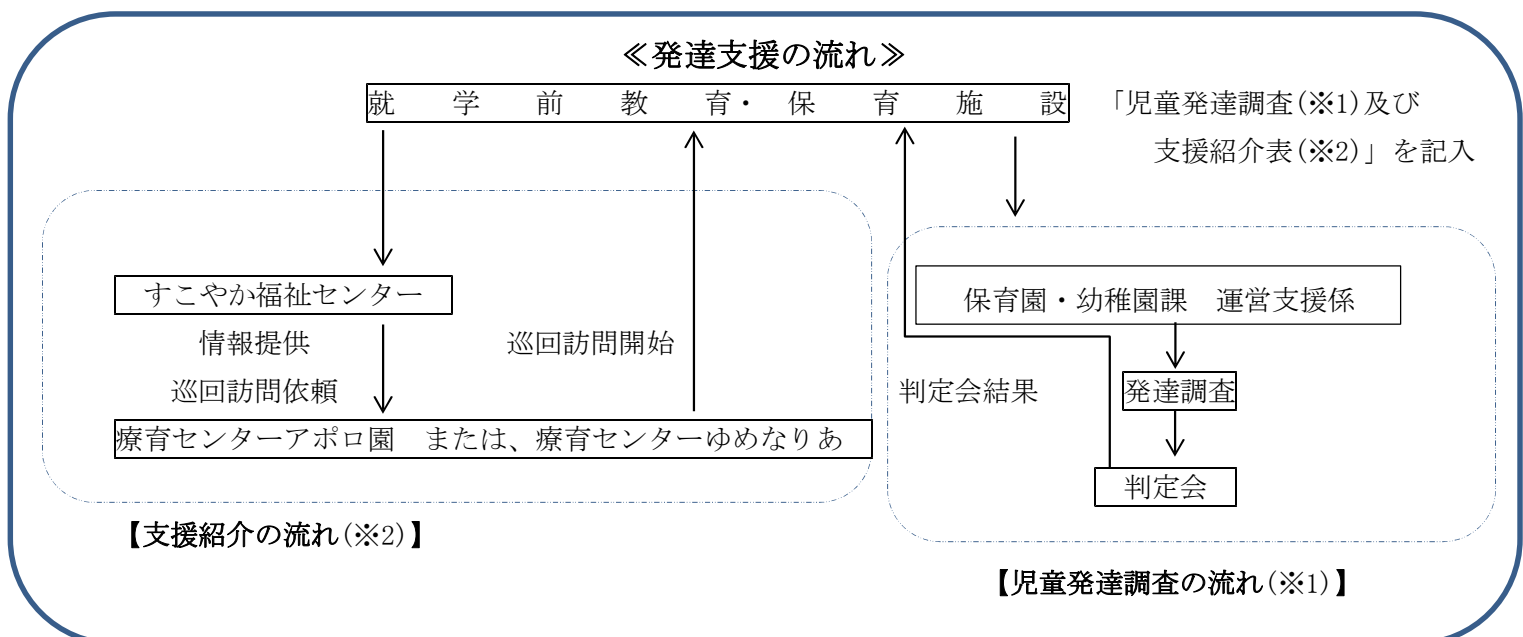 ≪発達支援の流れ≫
就学前教育・保育施設
「児童発達調査(※1)及び
支援紹介表(※2)」を記入
すこやか福祉センター
情報提供
巡回訪問依頼
巡回訪問開始
療育センターアポロ園　または、療育センターゆめなりあ
【支援紹介の流れ(※2)】
保育園・幼稚園課　運営支援係
発達調査
判定会結果
判定会
【児童発達調査の流れ(※1)】